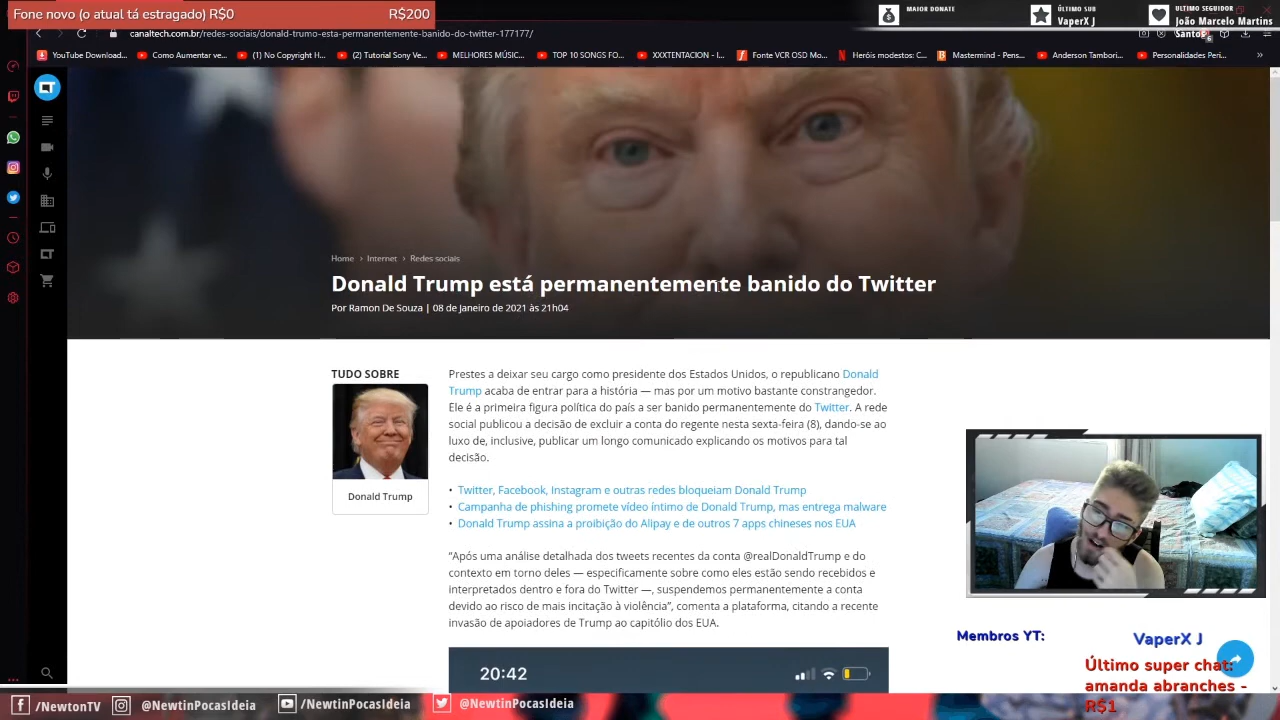 Fone novo (o atual tá estragado) R$0
R$200
MAIOR DONATE
ÚLTIMO SUB
VaperX J
ÚLTIMO SEGUIDOR
João Marcelo Martins
Santo
canaltech.com.br/redes-sociais/donald-trumo-esta-permanentemente-banido-do-twitter-177177/
YouTube Download...
Como Aumentar ve...
(1) No Copyright H...
(2) Tutorial Sony Ve...
MELHORES MÚSIC...
TOP 10 SONGS FO...
XXXTENTACION - I...
Fonte VCR OSD Mo...
Heróis modestos: C...
Mastermind - Pens...
Anderson Tambori...
Personalidades Peri...
Home › Internet › Redes sociais
Donald Trump está permanentemente banido do Twitter
Por Ramon De Souza | 08 de Janeiro de 2021 às 21h04
TUDO SOBRE
Donald Trump
Prestes a deixar seu cargo como presidente dos Estados Unidos, o republicano Donald
Trump acaba de entrar para a história — mas por um motivo bastante constrangedor.
Ele é a primeira figura política do país a ser banido permanentemente do Twitter. A rede
social publicou a decisão de excluir a conta do regente nesta sexta-feira (8), dando-se ao
luxo de, inclusive, publicar um longo comunicado explicando os motivos para tal
decisão.
• Twitter, Facebook, Instagram e outras redes bloqueiam Donald Trump
• Campanha de phishing promete vídeo íntimo de Donald Trump, mas entrega malware
• Donald Trump assina a proibição do Alipay e de outros 7 apps chineses nos EUA
“Após uma análise detalhada dos tweets recentes da conta @realDonaldTrump e do
contexto em torno deles — especificamente sobre como eles estão sendo recebidos e
interpretados dentro e fora do Twitter —, suspendemos permanentemente a conta
devido ao risco de mais incitação à violência”, comenta a plataforma, citando a recente
invasão de apoiadores de Trump ao capitólio dos EUA.
20:42
Membros YT:
VaperX J
Último super chat:
amanda abranches -
R$1
/NewtonTV
@NewtinPocasIdeia
/NewtinPocasIdeia
@NewtinPocasIdeia